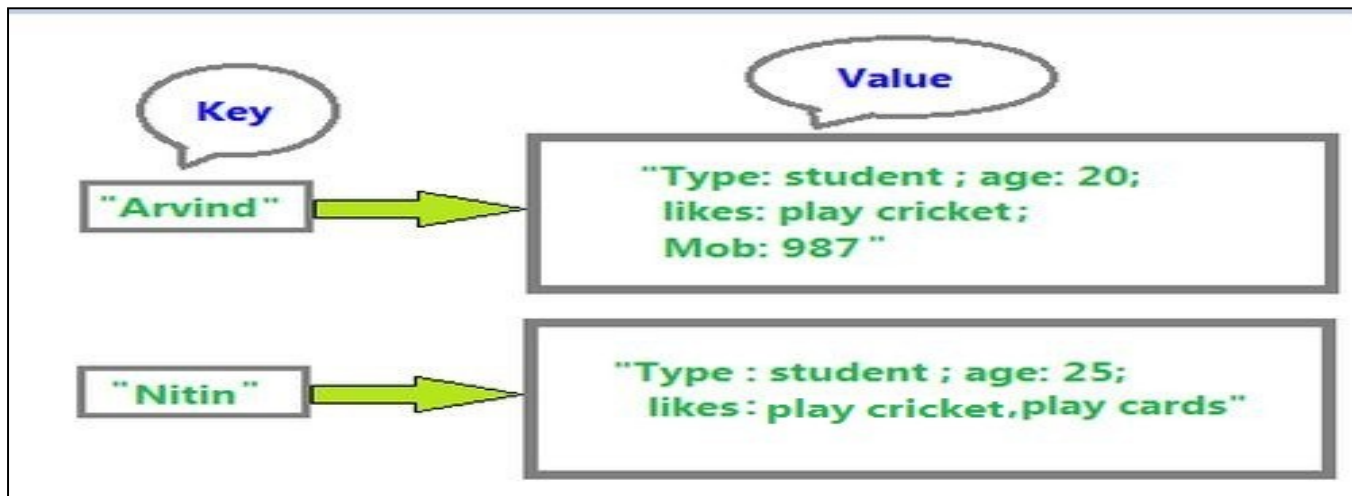 Key
Value
"Arvind"
"Type: student ; age: 20;
likes: play cricket;
Mob: 987"
"Nitin"
"Type : student ; age: 25;
likes: play cricket,play cards"